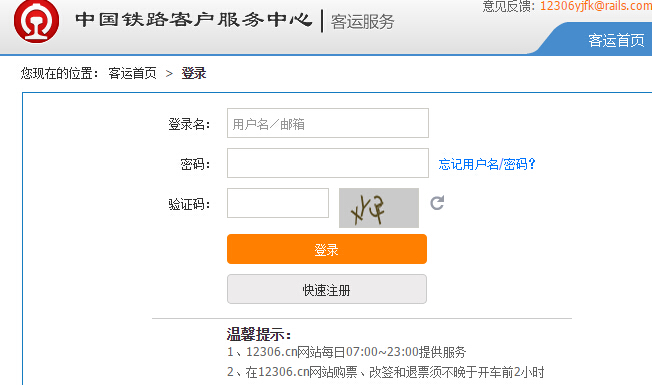 意见反馈: 12306yjfk@rails.com
中国铁路客户服务中心 | 客运服务
客运首页
您现在的位置： 客运首页 > 登录
登录名: 用户名／邮箱
密码: 忘记用户名/密码?
验证码:
登录
快速注册
温馨提示：
1、12306.cn网站每日07:00~23:00提供服务
2、在12306.cn网站购票、改签和退票须不晚于开车前2小时